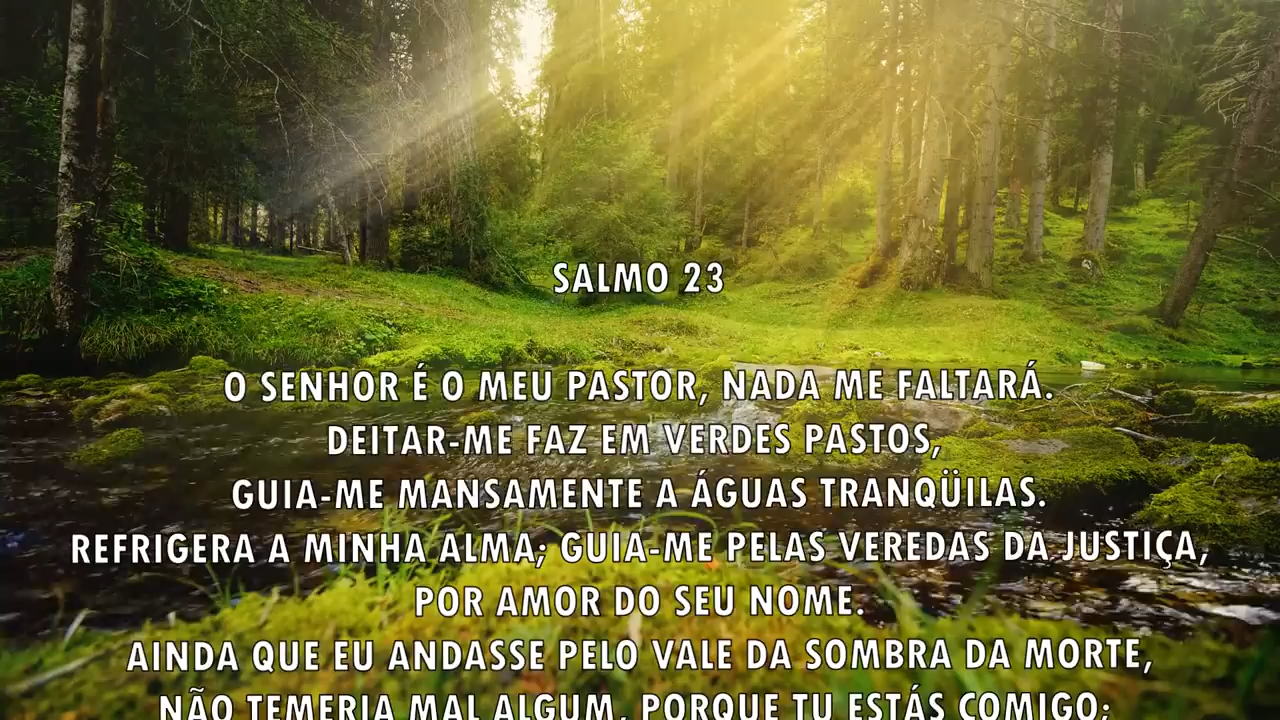 SALMO 23
O SENHOR É O MEU PASTOR, NADA ME FALTARÁ.
DEITAR-ME FAZ EM VERDES PASTOS,
GUIA-ME MANSAMENTE A ÁGUAS TRANQÜILAS.
REFRIGERA A MINHA ALMA; GUIA-ME PELAS VEREDAS DA JUSTIÇA,
POR AMOR DO SEU NOME.
AINDA QUE EU ANDASSE PELO VALE DA SOMBRA DA MORTE,
NÃO TEMERIA MAL ALGUM, PORQUE TU ESTÁS COMIGO;